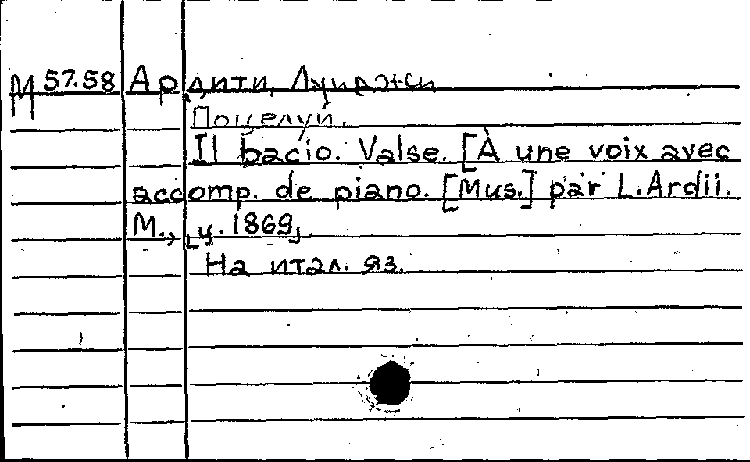 М 57.58 Ардити, Луиджи
Поцелуй.
Il bacio. Valse. [À une voix avec
accomp. de piano. [Mus.] par L. Ardii.
М., [ц. 1869].
На итал. яз.